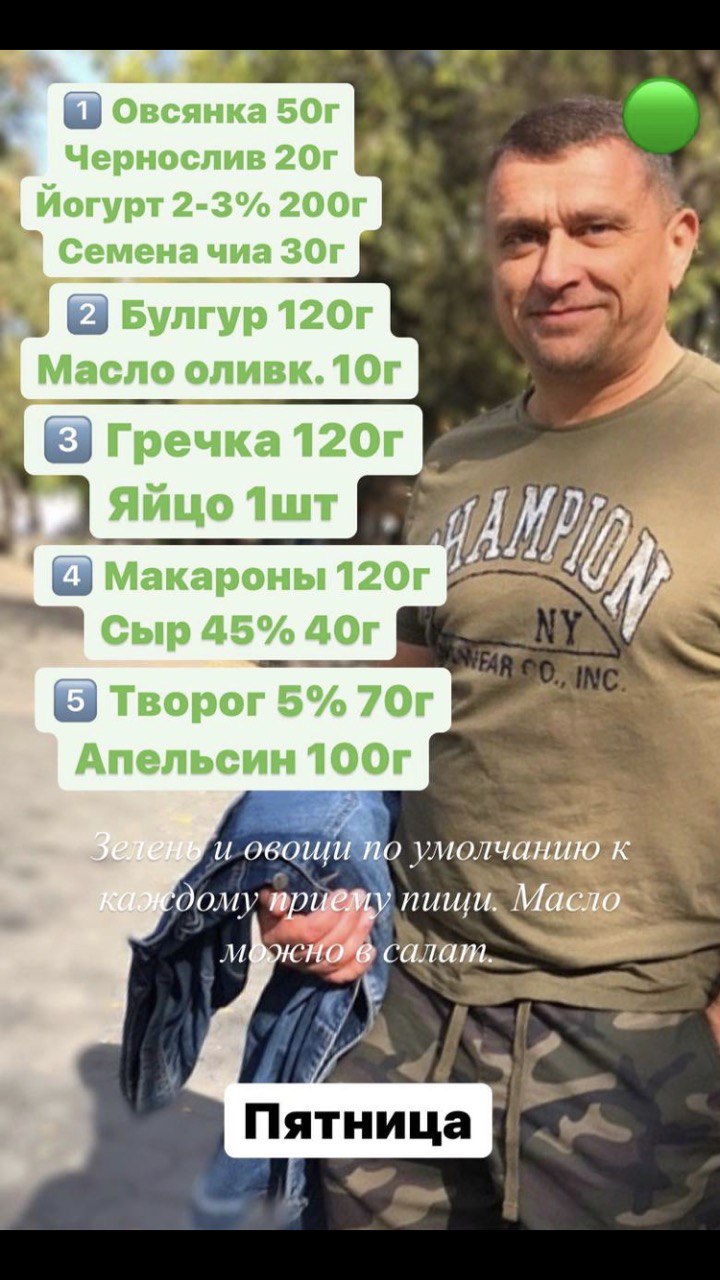 1 Овсянка 50г
Чернослив 20г
Йогурт 2-3% 200г
Семена чиа 30г
2 Булгур 120г
Масло оливк. 10г
3 Гречка 120г
Яйцо 1шт
4 Макароны 120г
Сыр 45% 40г
5 Творог 5% 70г
Апельсин 100г
HAMPION
NY
CO., INC.
Зелень и овощи по умолчанию к
каждому приему пищи. Масло
можно в салат.
Пятница